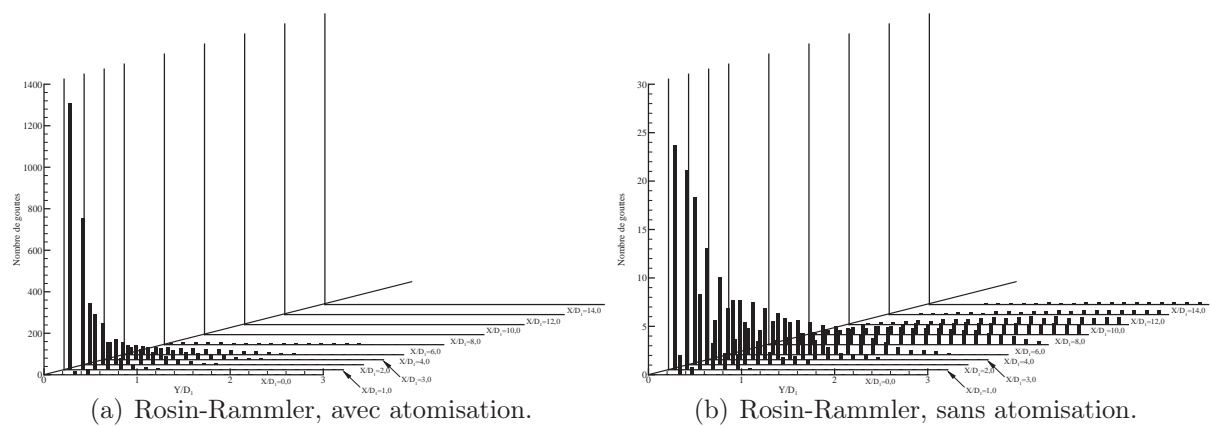 1400
1200
1000
800
600
400
200
0
Nombre de gouttes
0
1
2
3
Y/D₁
X/D₁=0,0
X/D₁=1,0
X/D₁=2,0
X/D₁=3,0
X/D₁=4,0
X/D₁=6,0
X/D₁=8,0
X/D₁=10,0
X/D₁=12,0
X/D₁=14,0
(a) Rosin-Rammler, avec atomisation.
30
25
20
15
10
5
0
Nombre de gouttes
0
1
2
3
Y/D₁
X/D₁=0,0
X/D₁=1,0
X/D₁=2,0
X/D₁=3,0
X/D₁=4,0
X/D₁=6,0
X/D₁=8,0
X/D₁=10,0
X/D₁=12,0
X/D₁=14,0
(b) Rosin-Rammler, sans atomisation.